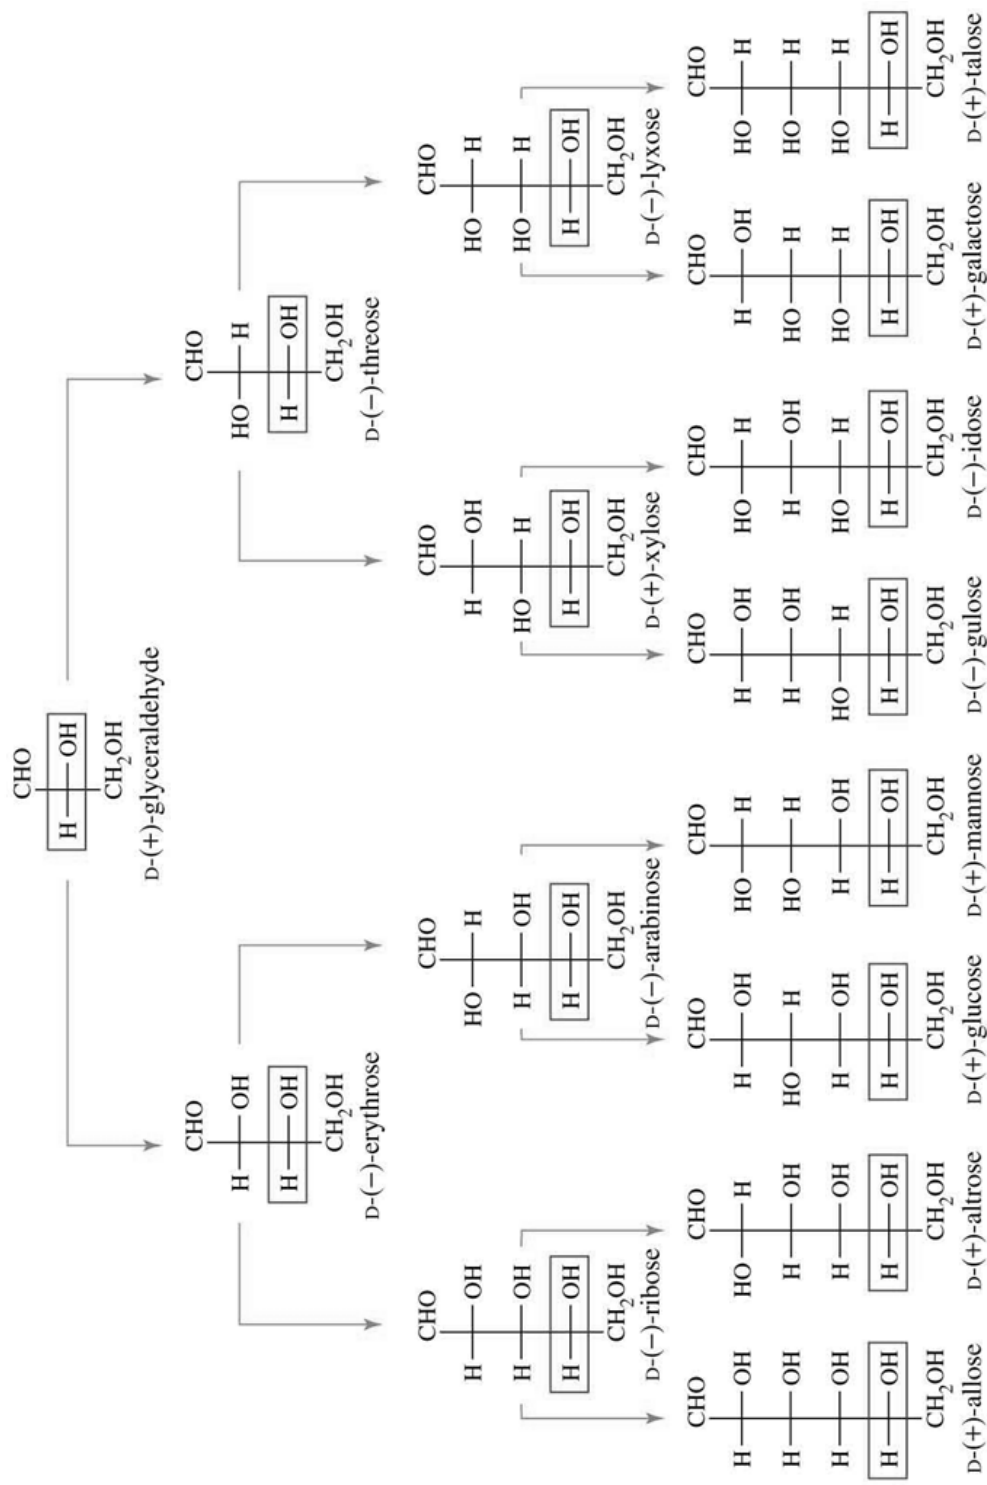 CHO
H OH
CH₂OH
D-(+)-glyceraldehyde
CHO CHO
H OH HO H
H OH H OH
CH₂OH CH₂OH
D-(−)-erythrose D-(−)-threose
CHO CHO CHO CHO
H OH HO H H OH HO H
H OH H OH HO H HO H
H OH H OH H OH H OH
CH₂OH CH₂OH CH₂OH CH₂OH
D-(−)-ribose D-(−)-arabinose D-(+)-xylose D-(−)-lyxose
CHO CHO CHO CHO CHO CHO CHO CHO
H OH HO H H OH HO H H OH HO H H OH HO H
H OH H OH HO H HO H H OH H OH HO H HO H
H OH H OH H OH H OH HO H HO H HO H HO H
H OH H OH H OH H OH H OH H OH H OH H OH
CH₂OH CH₂OH CH₂OH CH₂OH CH₂OH CH₂OH CH₂OH CH₂OH
D-(+)-allose D-(+)-altrose D-(+)-glucose D-(+)-mannose D-(−)-gulose D-(−)-idose D-(+)-galactose D-(+)-talose